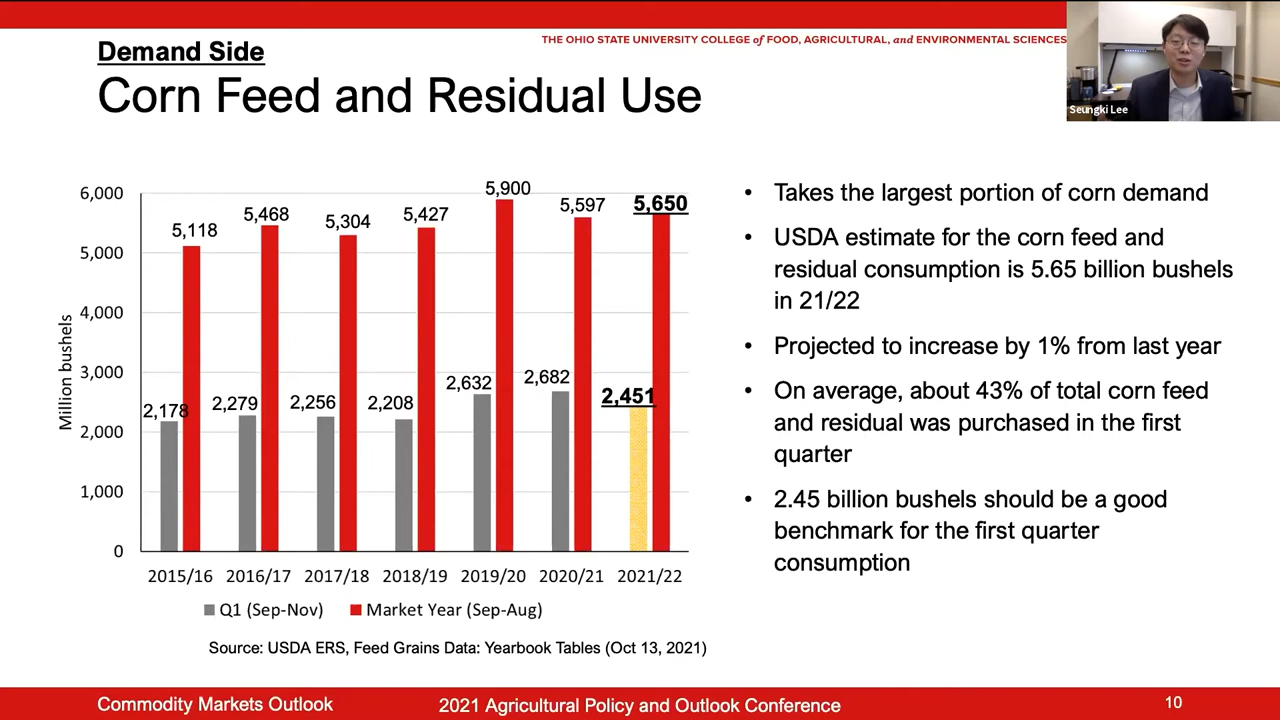 THE OHIO STATE UNIVERSITY COLLEGE of FOOD, AGRICULTURAL, and ENVIRONMENTAL SCIENCES
Seungki Lee
Demand Side
Corn Feed and Residual Use
Million bushels
6,000
5,000
4,000
3,000
2,000
1,000
0
5,118
5,468
5,304
5,427
5,900
5,597
5,650
2,178
2,279
2,256
2,208
2,632
2,682
2,451
2015/16
2016/17
2017/18
2018/19
2019/20
2020/21
2021/22
Q1 (Sep-Nov)
Market Year (Sep-Aug)
Source: USDA ERS, Feed Grains Data: Yearbook Tables (Oct 13, 2021)
• Takes the largest portion of corn demand
• USDA estimate for the corn feed and
residual consumption is 5.65 billion bushels
in 21/22
• Projected to increase by 1% from last year
• On average, about 43% of total corn feed
and residual was purchased in the first
quarter
• 2.45 billion bushels should be a good
benchmark for the first quarter
consumption
Commodity Markets Outlook
2021 Agricultural Policy and Outlook Conference
10